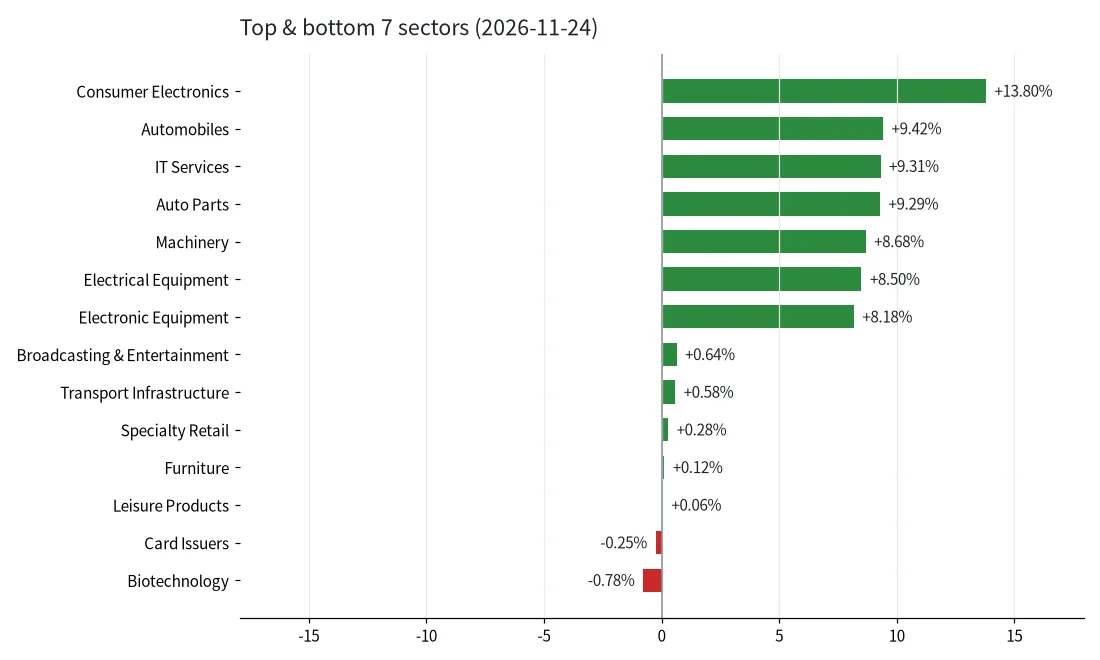 Top & bottom 7 sectors (2026-11-24)
Consumer Electronics +13.80%
Automobiles +9.42%
IT Services +9.31%
Auto Parts +9.29%
Machinery +8.68%
Electrical Equipment +8.50%
Electronic Equipment +8.18%
Broadcasting & Entertainment +0.64%
Transport Infrastructure +0.58%
Specialty Retail +0.28%
Furniture +0.12%
Leisure Products +0.06%
Card Issuers -0.25%
Biotechnology -0.78%
-15 -10 -5 0 5 10 15